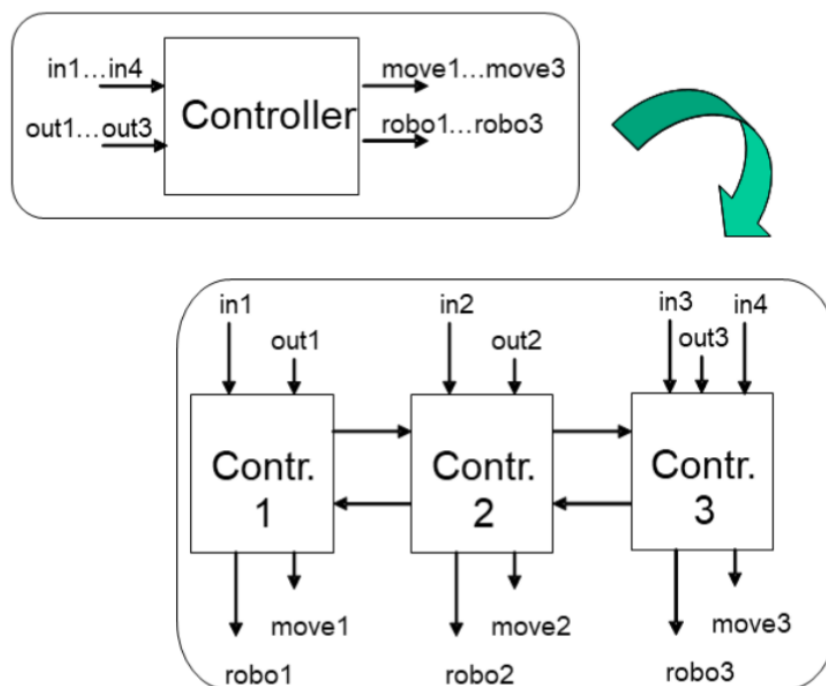 in1...in4
move1...move3
Controller
out1...out3
robo1...robo3
in1
in2
in3
in4
out1
out2
out3
Contr.
1
Contr.
2
Contr.
3
move1
move2
move3
robo1
robo2
robo3